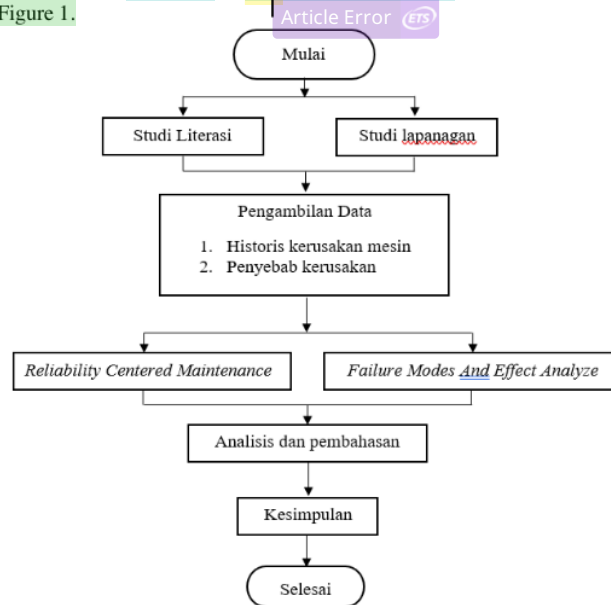 Figure 1.
Article Error ETS
Mulai
Studi Literasi
Studi lapanagan
Pengambilan Data
1. Historis kerusakan mesin
2. Penyebab kerusakan
Reliability Centered Maintenance
Failure Modes And Effect Analyze
Analisis dan pembahasan
Kesimpulan
Selesai